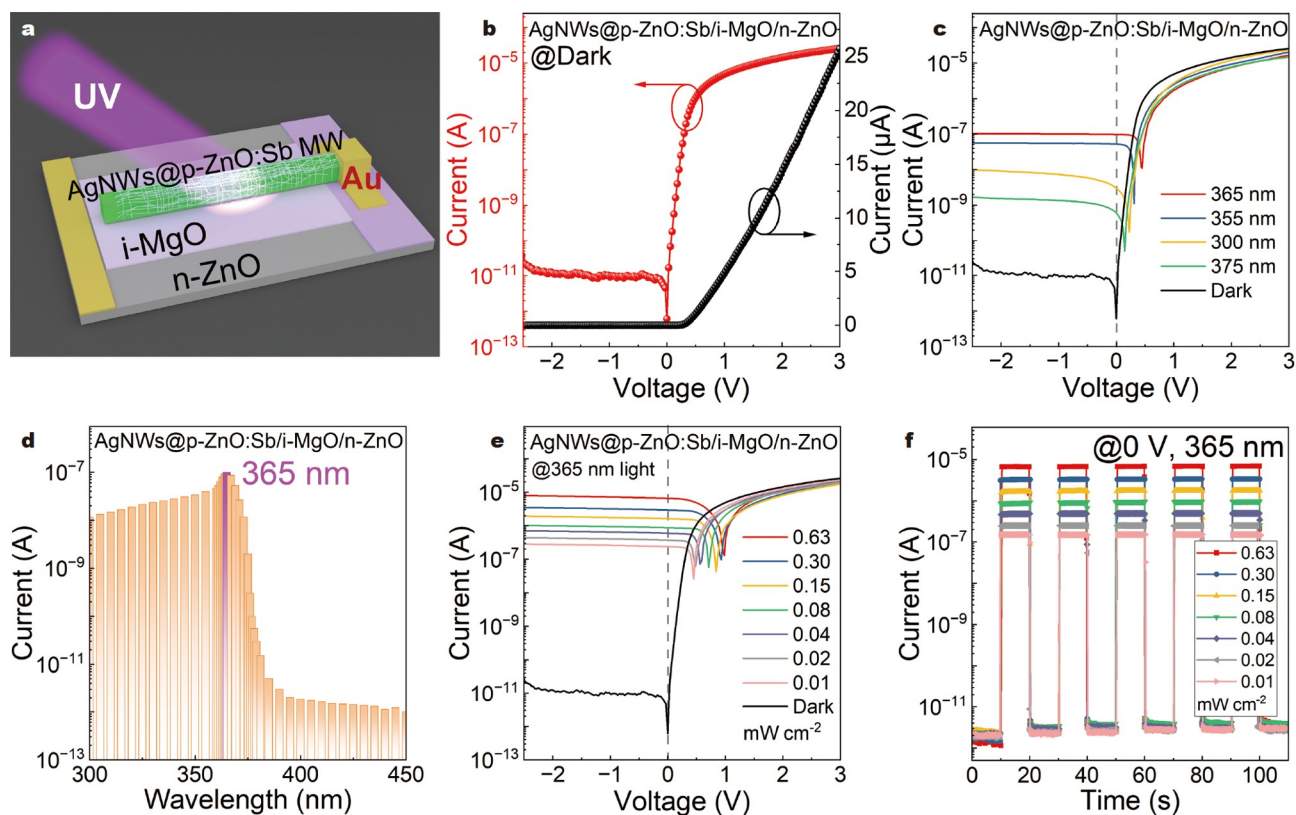 a
UV
AgNWs@p-ZnO:Sb MW
Au
i-MgO
n-ZnO
b
AgNWs@p-ZnO:Sb/i-MgO/n-ZnO
@Dark
Current (A)
10⁻⁵
10⁻⁷
10⁻⁹
10⁻¹¹
10⁻¹³
25
20
15
10
5
0
Current (μA)
−2 −1 0 1 2 3
Voltage (V)
c
AgNWs@p-ZnO:Sb/i-MgO/n-ZnO
Current (A)
10⁻⁵
10⁻⁷
10⁻⁹
10⁻¹¹
10⁻¹³
365 nm
355 nm
300 nm
375 nm
Dark
−2 −1 0 1 2 3
Voltage (V)
d
AgNWs@p-ZnO:Sb/i-MgO/n-ZnO
365 nm
Current (A)
10⁻⁷
10⁻⁹
10⁻¹¹
10⁻¹³
300 350 400 450
Wavelength (nm)
e
AgNWs@p-ZnO:Sb/i-MgO/n-ZnO
@365 nm light
Current (A)
10⁻⁵
10⁻⁷
10⁻⁹
10⁻¹¹
10⁻¹³
0.63
0.30
0.15
0.08
0.04
0.02
0.01
Dark
mW cm⁻²
−2 −1 0 1 2 3
Voltage (V)
f
@0 V, 365 nm
Current (A)
10⁻⁵
10⁻⁷
10⁻⁹
10⁻¹¹
0.63
0.30
0.15
0.08
0.04
0.02
0.01
mW cm⁻²
0 20 40 60 80 100
Time (s)